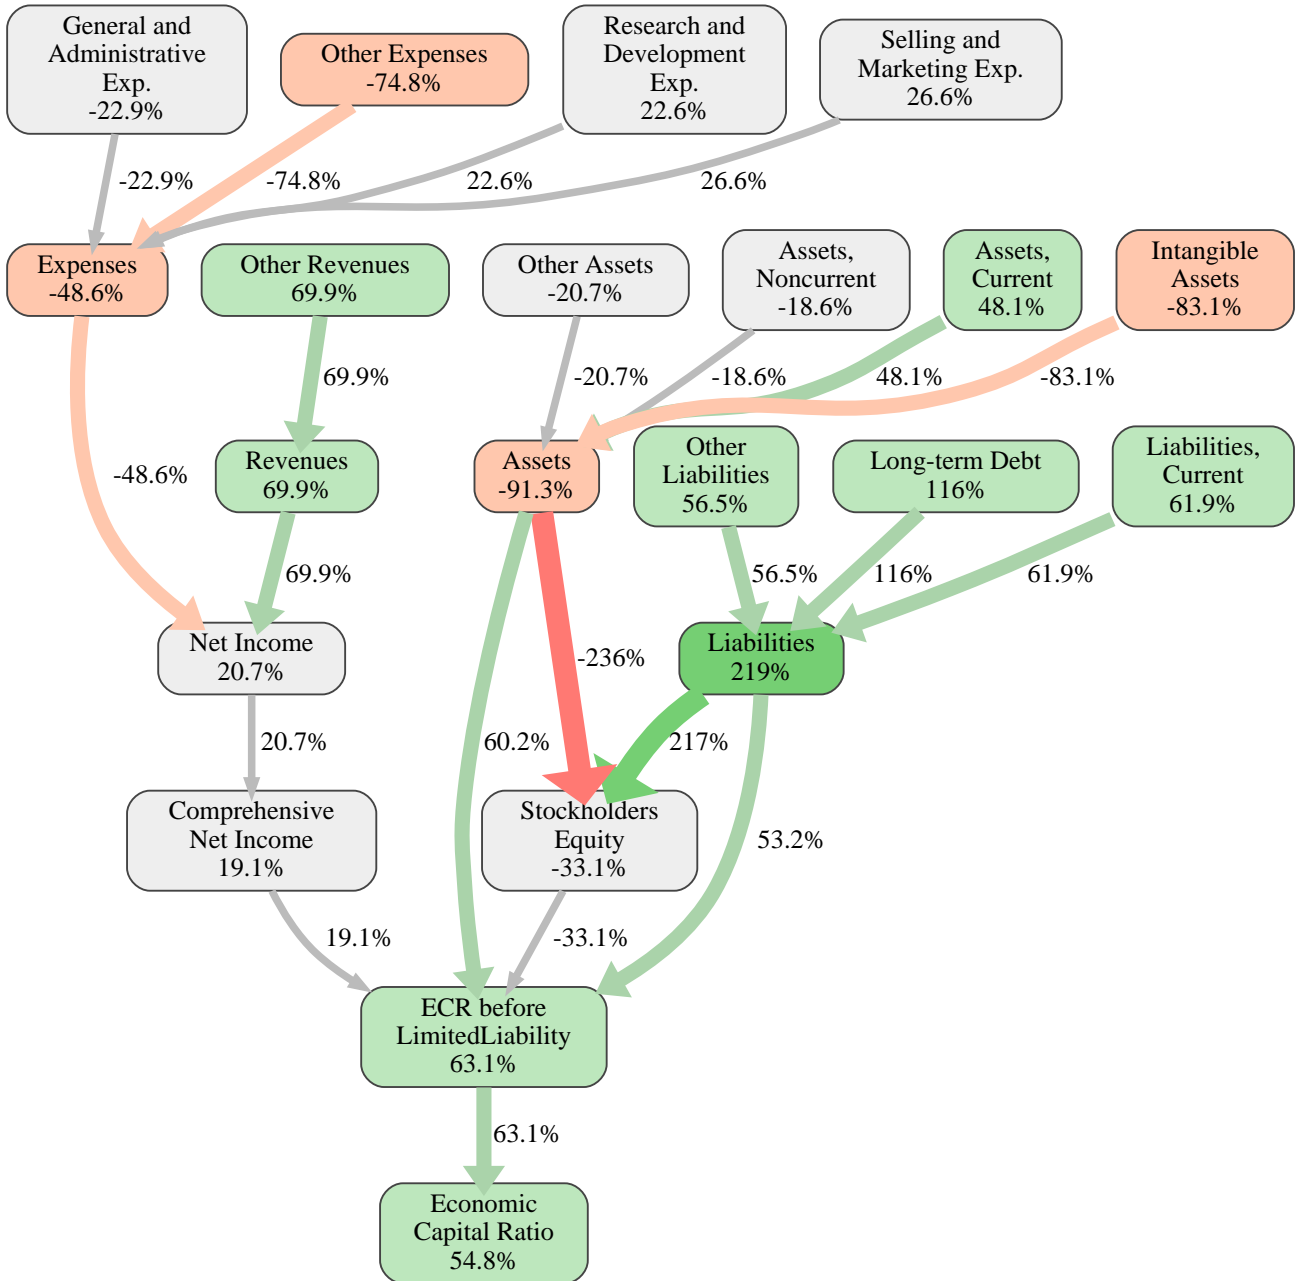 General and
Administrative
Exp.
-22.9%
Other Expenses
-74.8%
Research and
Development
Exp.
22.6%
Selling and
Marketing Exp.
26.6%
-22.9%
-74.8%
22.6%
26.6%
Expenses
-48.6%
Other Revenues
69.9%
Other Assets
-20.7%
Assets,
Noncurrent
-18.6%
Assets,
Current
48.1%
Intangible
Assets
-83.1%
69.9%
-20.7%
-18.6%
48.1%
-83.1%
-48.6%
Revenues
69.9%
Assets
-91.3%
Other
Liabilities
56.5%
Long-term Debt
116%
Liabilities,
Current
61.9%
69.9%
56.5%
116%
61.9%
Net Income
20.7%
-236%
Liabilities
219%
20.7%
60.2%
217%
53.2%
Comprehensive
Net Income
19.1%
Stockholders
Equity
-33.1%
19.1%
-33.1%
ECR before
LimitedLiability
63.1%
63.1%
Economic
Capital Ratio
54.8%